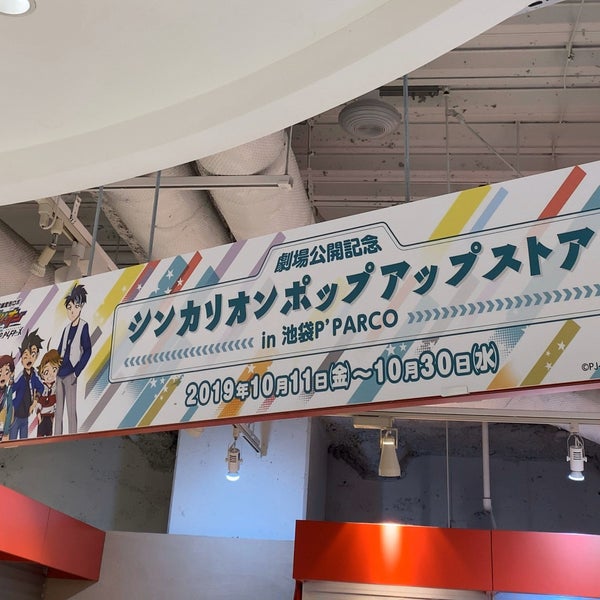 劇場公開記念
シンカリオンポップアップストア
in 池袋P'PARCO
2019年10月11日(金)〜10月30日(水)
©PJ